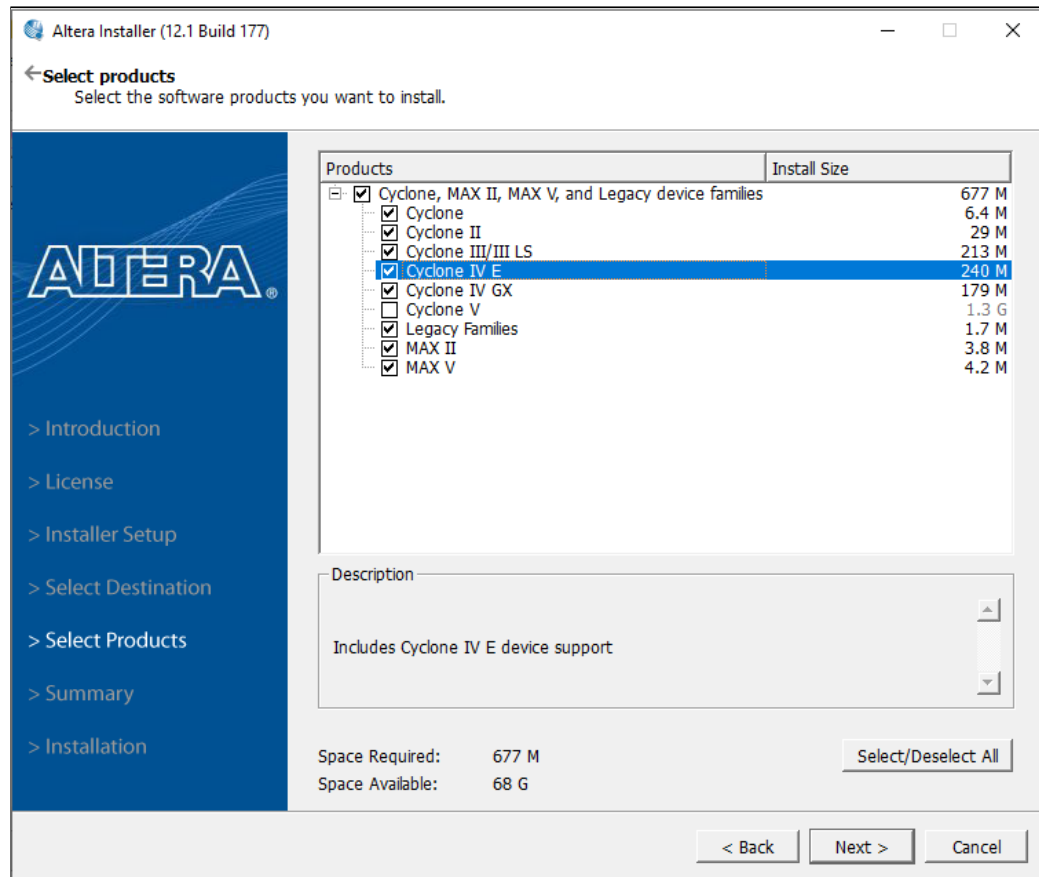 Altera Installer (12.1 Build 177)
Select products
Select the software products you want to install.
ALTERA®
> Introduction
> License
> Installer Setup
> Select Destination
> Select Products
> Summary
> Installation
Products Install Size
Cyclone, MAX II, MAX V, and Legacy device families 677 M
Cyclone 6.4 M
Cyclone II 29 M
Cyclone III/III LS 213 M
Cyclone IV E 240 M
Cyclone IV GX 179 M
Cyclone V 1.3 G
Legacy Families 1.7 M
MAX II 3.8 M
MAX V 4.2 M
Description
Includes Cyclone IV E device support
Space Required: 677 M
Space Available: 68 G
Select/Deselect All
< Back Next > Cancel